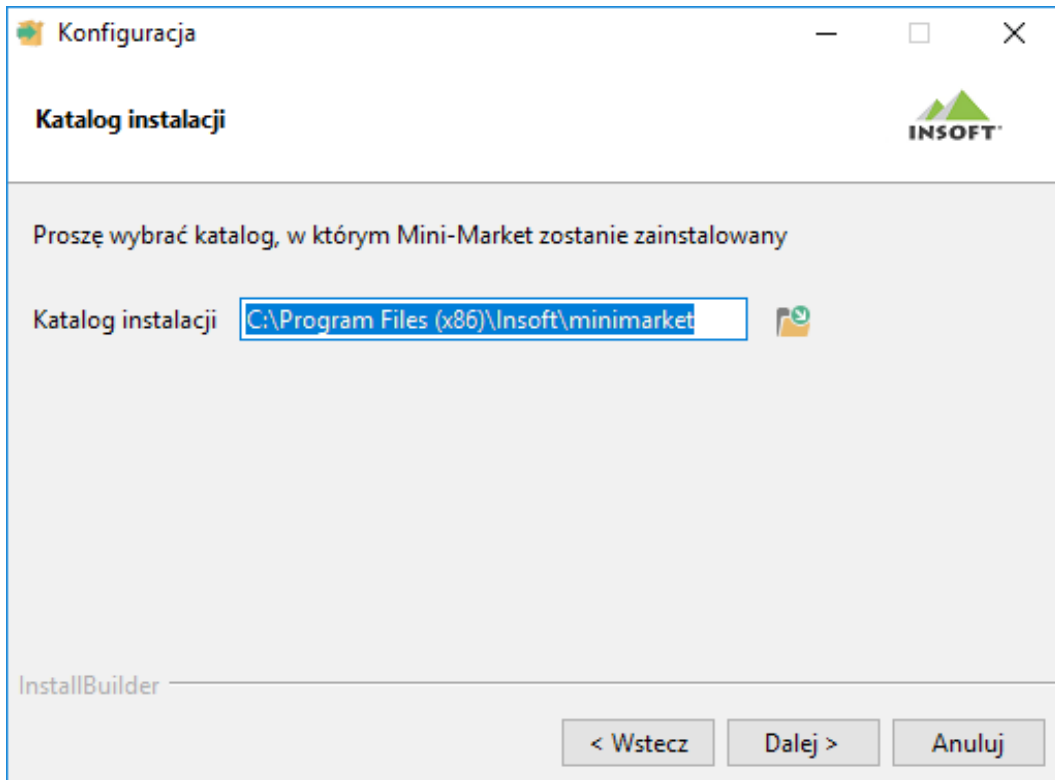 Konfiguracja
Katalog instalacji
INSOFT
Proszę wybrać katalog, w którym Mini-Market zostanie zainstalowany
Katalog instalacji C:\Program Files (x86)\Insoft\minimarket
InstallBuilder
< Wstecz Dalej > Anuluj